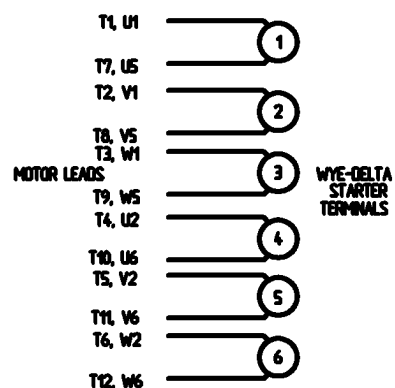 T1, U1
1
T7, U5
T2, V1
2
T8, V5
T3, W1
MOTOR LEADS
3
WYE-DELTA
STARTER
TERMINALS
T9, W5
T4, U2
4
T10, U6
T5, V2
5
T11, V6
T6, W2
6
T12, W6